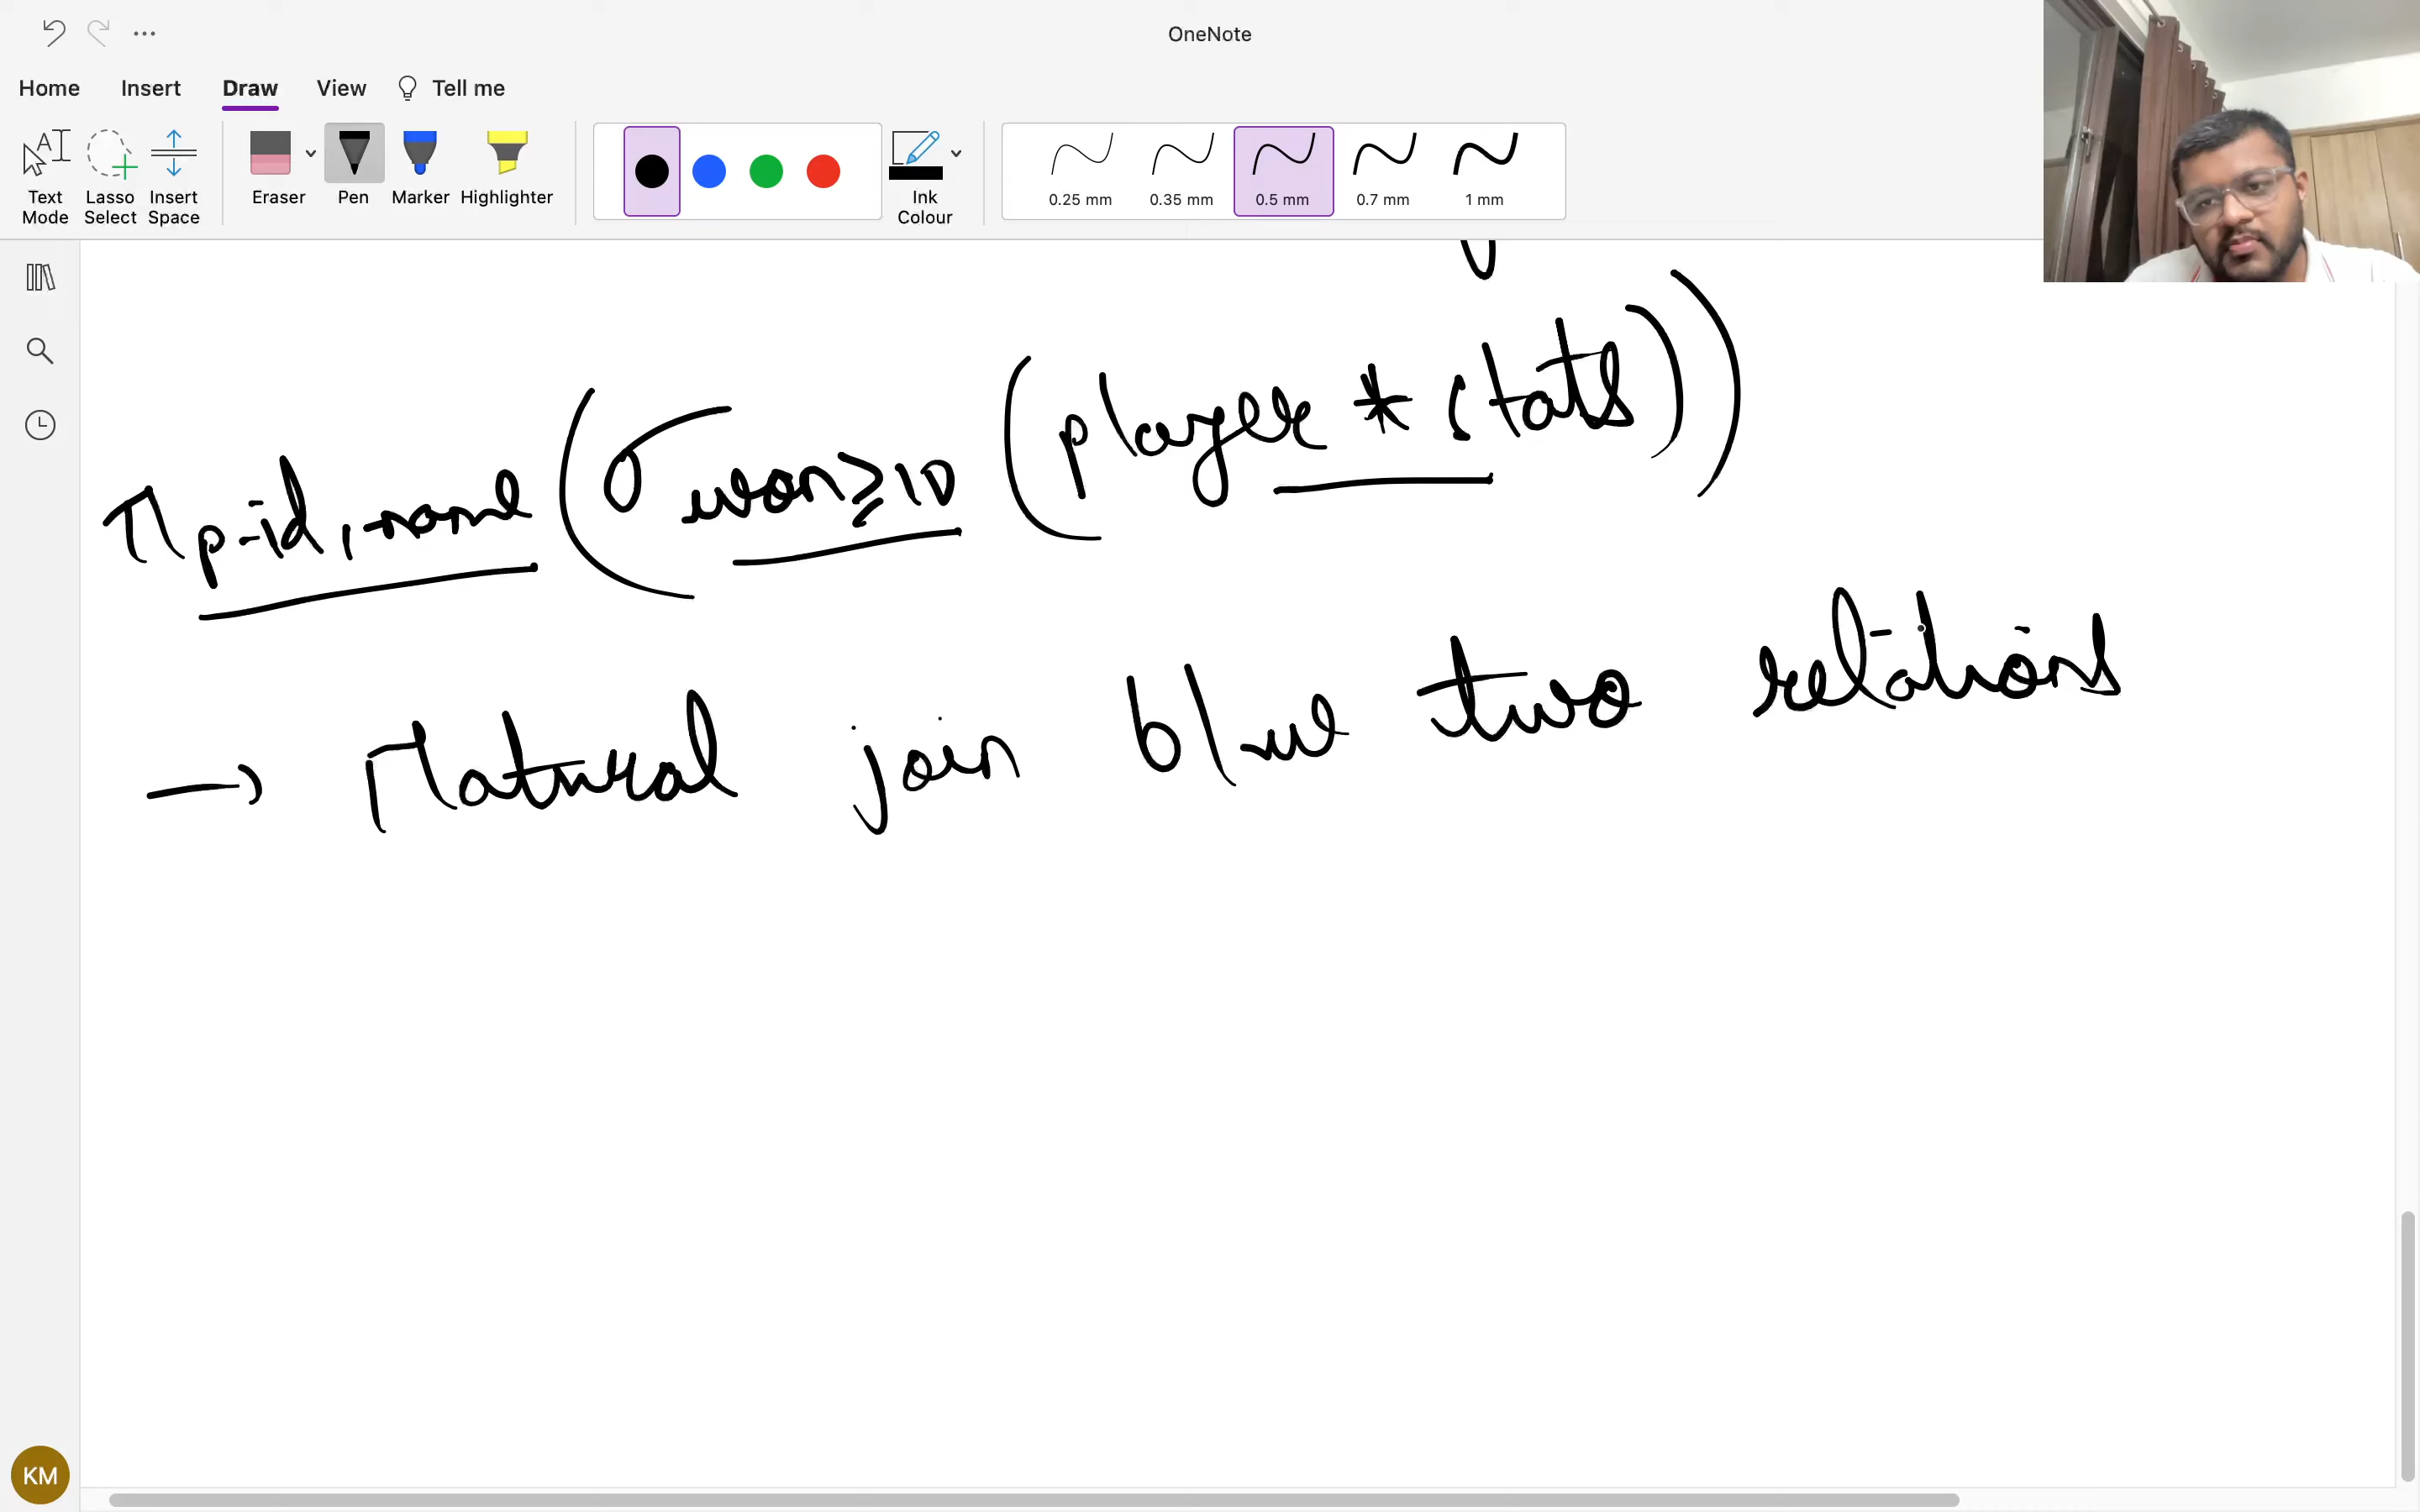 OneNote
Home Insert Draw View Tell me
Text Mode Lasso Select Insert Space Eraser Pen Marker Highlighter Ink Colour 0.25 mm 0.35 mm 0.5 mm 0.7 mm 1 mm
π p-id, -name (σ won≥10 (player * stats))
→ Natural join b/w two relations
KM